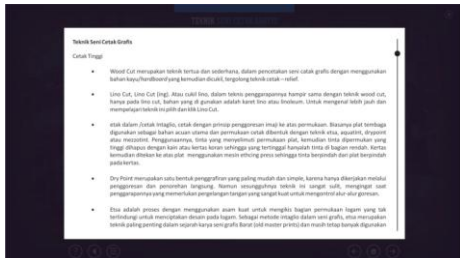 Teknik Seni Cetak Grafis
Cetak Tinggi
• Wood Cut merupakan teknik tertua dan sederhana, dalam pencetakan seni catak grafis dengan menggunakan
bahan kayu/hardboard yang kemudian dicukil, tergolong teknik cetak – relief.
• Lino Cut, Lino Cut (ing). Atau cukil lino, dalam teknis penggarapannya hampir sama dengan teknik wood cut,
hanya pada lino cut, bahan yang di gunakan adalah karet lino atau linoleum. Untuk mengenal lebih jauh dan
mempelajari teknik ini pilih dan klik Lino Cut.
• etak dalam /cetak Intaglio, cetak dengan prinsip penggoresan imaji ke atas permukaan. Biasanya plat tembaga
digunakan sebagai bahan acuan utama dan permukaan cetak dibentuk dengan teknik etsa, aquatint, drypoint
atau mezzotint. Penggunaannya, tinta yang menyelimuti permukaan plat, kemudian tinta dipermukaan yang
tinggi dihapus dengan kain atau kertas koran sehingga yang tertinggal hanyalah tinta di bagian rendah. Kertas
kemudian ditekan ke atas plat menggunakan mesin ethcing press sehingga tinta berpindah dan plat berpindah
pada kertas.
• Dry Point merupakan satu bentuk penggrafiran yang paling mudah dan simple, karena hanya dikerjakan melalui
penggoresan dan penorehan langsung. Namun sesungguhnya teknik ini sangat sulit, mengingat saat
penggarapannya yang memerlukan pengelangan tangan yang sangat kuat untuk mengontrol alur-alur goresan.
• Etsa adalah proses dengan menggunakan asam kuat untuk mengikis bagian permukaan logam yang tak
terlindungi untuk menciptakan desain pada logam. Sebagai metode intaglio dalam seni grafis, etsa merupakan
teknik paling penting dalam sejarah karya seni grafis Barat (old master prints) dan masih tetap banyak digunakan